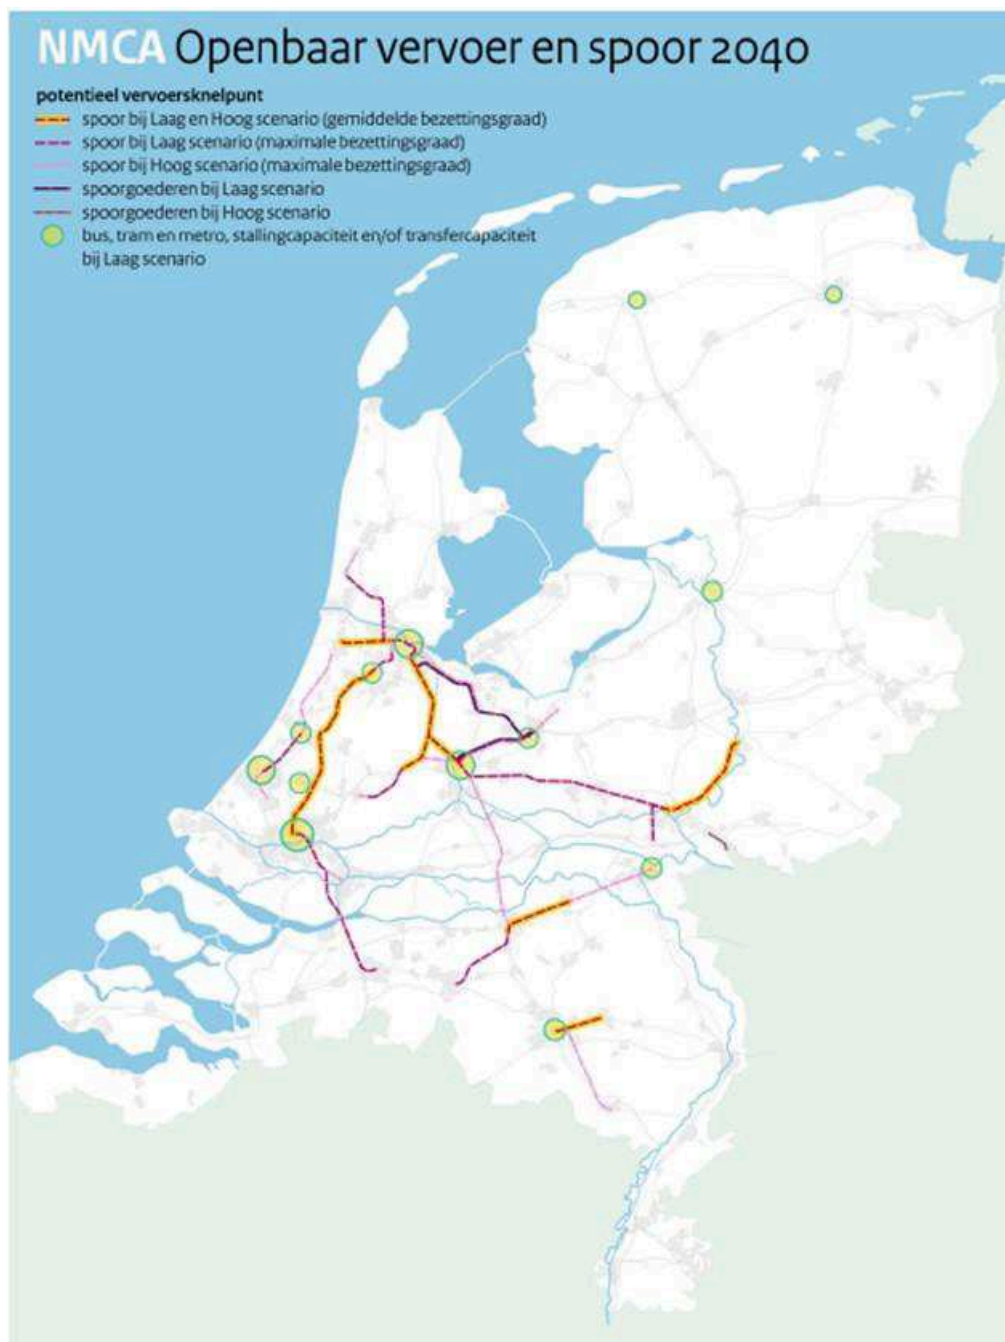 NMCA Openbaar vervoer en spoor 2040
potentieel vervoersknelpunt
spoor bij Laag en Hoog scenario (gemiddelde bezettingsgraad)
spoor bij Laag scenario (maximale bezettingsgraad)
spoor bij Hoog scenario (maximale bezettingsgraad)
spoorgoederen bij Laag scenario
spoorgoederen bij Hoog scenario
bus, tram en metro, stallingcapaciteit en/of transfercapaciteit
bij Laag scenario